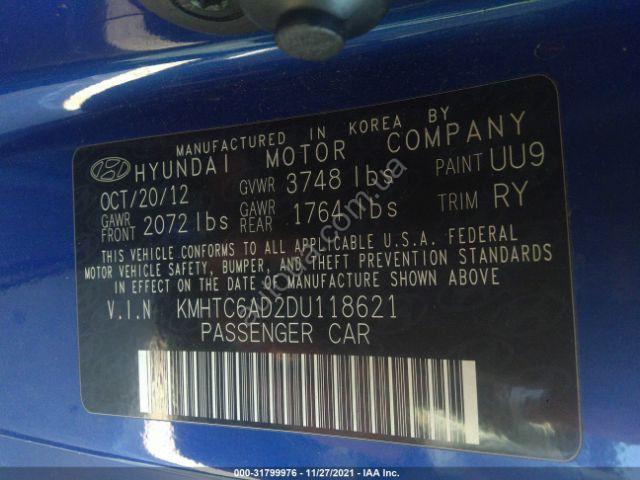 MANUFACTURED IN KOREA BY
HYUNDAI MOTOR COMPANY
OCT/20/12 GVWR 3748 lbs PAINT UU9
GAWR FRONT 2072 lbs GAWR REAR 1764 lbs TRIM RY
THIS VEHICLE CONFORMS TO ALL APPLICABLE U.S.A. FEDERAL
MOTOR VEHICLE SAFETY, BUMPER, AND THEFT PREVENTION STANDARDS
IN EFFECT ON THE DATE OF MANUFACTURE SHOWN ABOVE
V.I.N KMHTC6AD2DU118621
PASSENGER CAR
autoua.com.ua
000-31799976 - 11/27/2021 - IAA Inc.